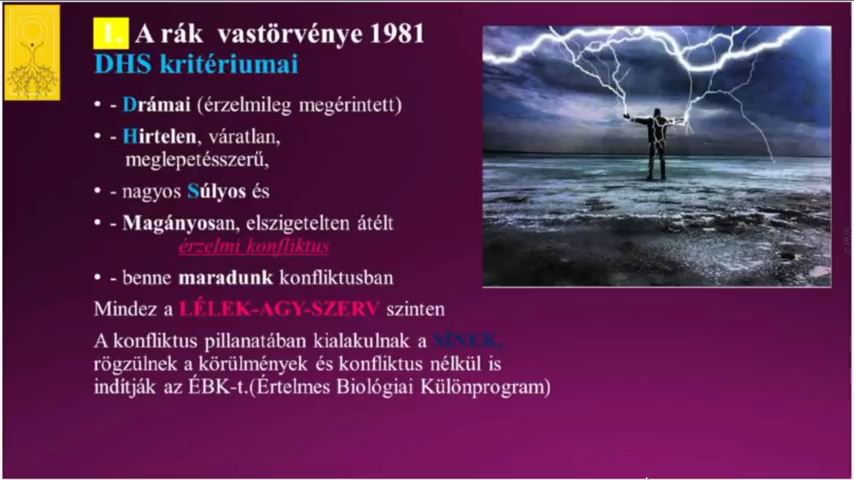 1. A rák vastörvénye 1981
DHS kritériumai
• - Drámai (érzelmileg megérintett)
• - Hirtelen, váratlan,
meglepetésszerű,
• - nagyos Súlyos és
• - Magányosan, elszigetelten átélt
érzelmi konfliktus
• - benne maradunk konfliktusban
Mindez a LÉLEK-AGY-SZERV szinten
A konfliktus pillanatában kialakulnak a SÍNEK,
rögzülnek a körülmények és konfliktus nélkül is
indítják az ÉBK-t.(Értelmes Biológiai Különprogram)